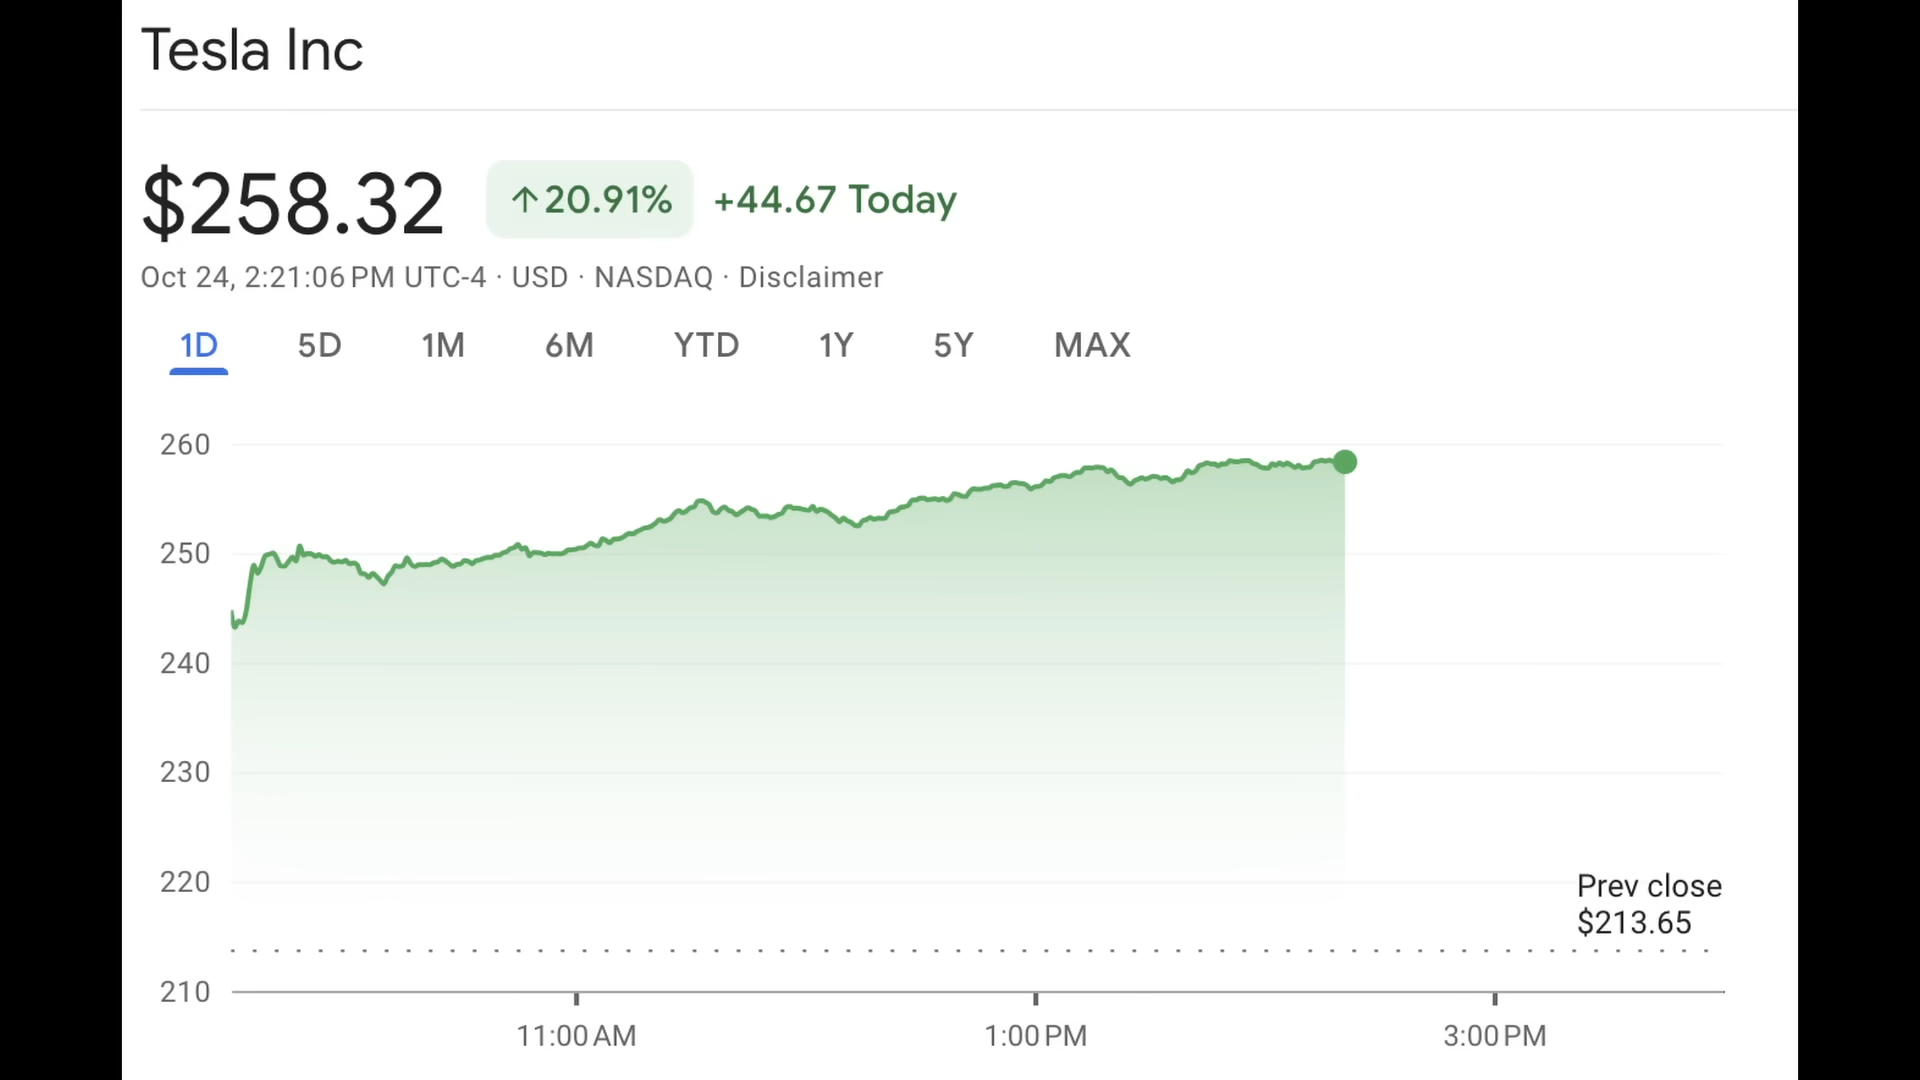 Tesla Inc
$258.32 ↑20.91% +44.67 Today
Oct 24, 2:21:06 PM UTC-4 · USD · NASDAQ · Disclaimer
1D 5D 1M 6M YTD 1Y 5Y MAX
260
250
240
230
220
Prev close
$213.65
210
11:00 AM 1:00 PM 3:00 PM